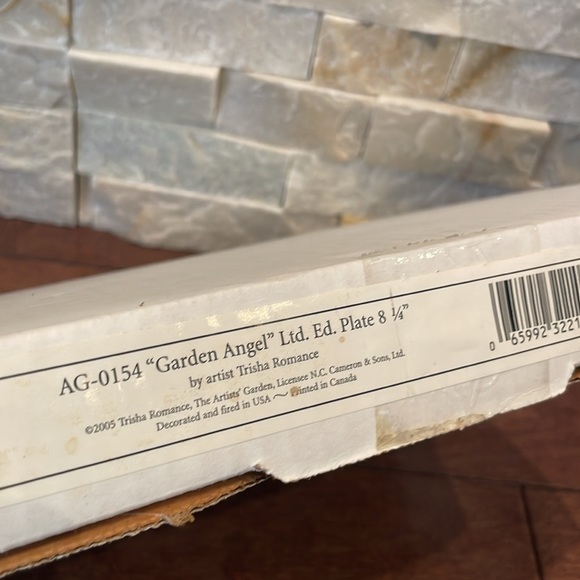 AG-0154 “Garden Angel” Ltd. Ed. Plate 8 ¼”
by artist Trisha Romance
©2005 Trisha Romance, The Artists' Garden, Licensee N.C. Cameron & Sons, Ltd.
Decorated and fired in USA ~ Printed in Canada
0 65992 3221